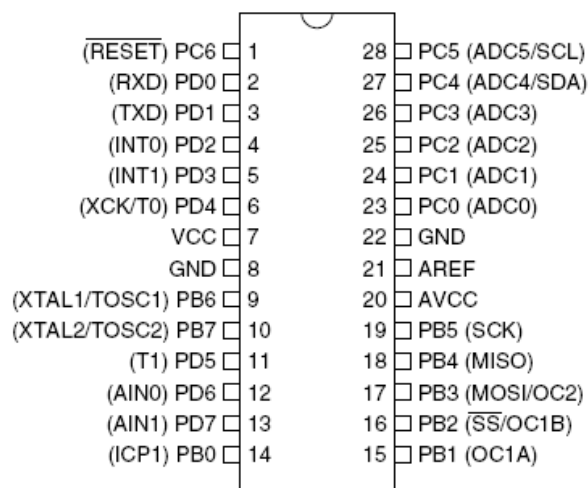 (RESET) PC6 1 28 PC5 (ADC5/SCL)
(RXD) PD0 2 27 PC4 (ADC4/SDA)
(TXD) PD1 3 26 PC3 (ADC3)
(INT0) PD2 4 25 PC2 (ADC2)
(INT1) PD3 5 24 PC1 (ADC1)
(XCK/T0) PD4 6 23 PC0 (ADC0)
VCC 7 22 GND
GND 8 21 AREF
(XTAL1/TOSC1) PB6 9 20 AVCC
(XTAL2/TOSC2) PB7 10 19 PB5 (SCK)
(T1) PD5 11 18 PB4 (MISO)
(AIN0) PD6 12 17 PB3 (MOSI/OC2)
(AIN1) PD7 13 16 PB2 (SS/OC1B)
(ICP1) PB0 14 15 PB1 (OC1A)